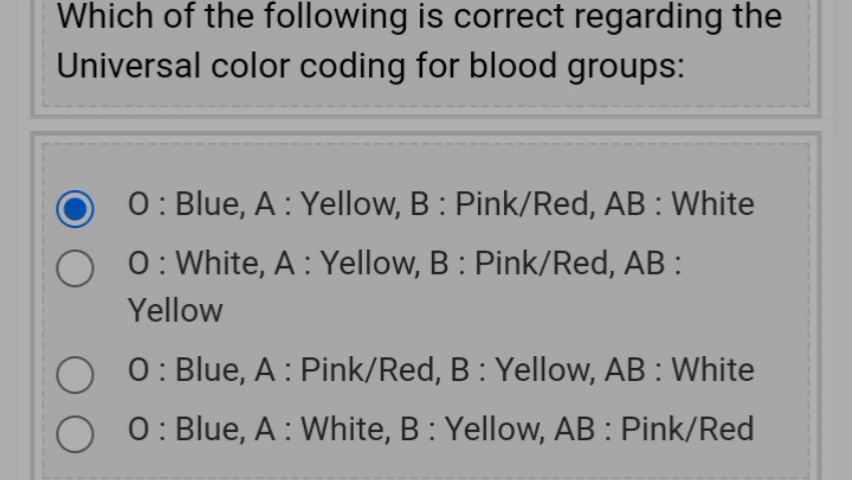 Which of the following is correct regarding the
Universal color coding for blood groups:
O : Blue, A : Yellow, B : Pink/Red, AB : White
O : White, A : Yellow, B : Pink/Red, AB :
Yellow
O : Blue, A : Pink/Red, B : Yellow, AB : White
O : Blue, A : White, B : Yellow, AB : Pink/Red